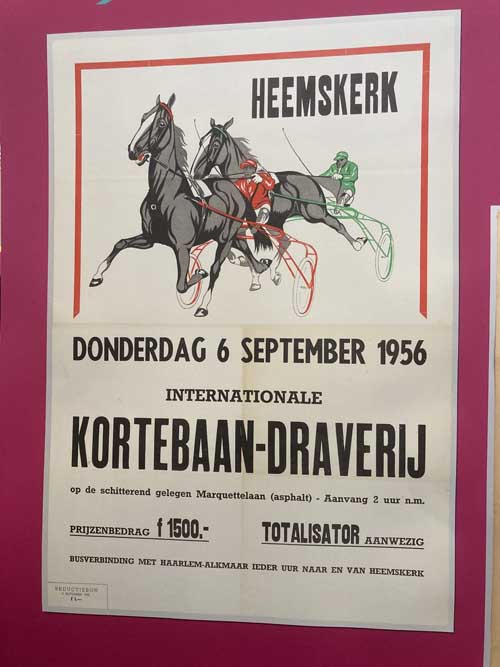 HEEMSKERK
DONDERDAG 6 SEPTEMBER 1956
INTERNATIONALE
KORTEBAAN-DRAVERIJ
op de schitterend gelegen Marquettelaan (asphalt) - Aanvang 2 uur n.m.
PRIJZENBEDRAG f 1500.- TOTALISATOR AANWEZIG
BUSVERBINDING MET HAARLEM-ALKMAAR IEDER UUR NAAR EN VAN HEEMSKERK
REDUCTIEBON